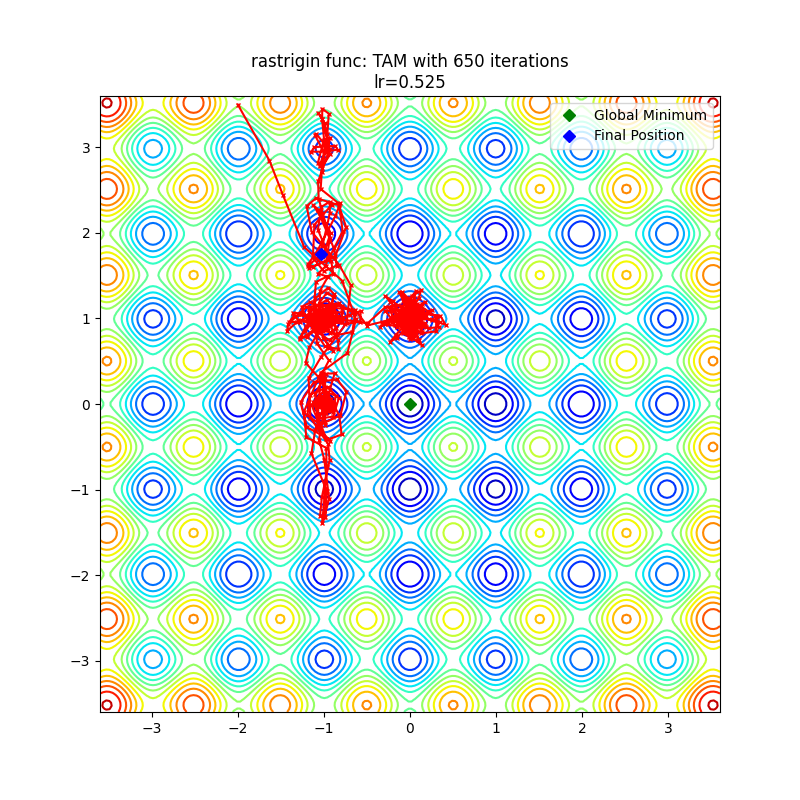 rastrigin func: TAM with 650 iterations
lr=0.525
Global Minimum
Final Position
3
2
1
0
−1
−2
−3
−3 −2 −1 0 1 2 3